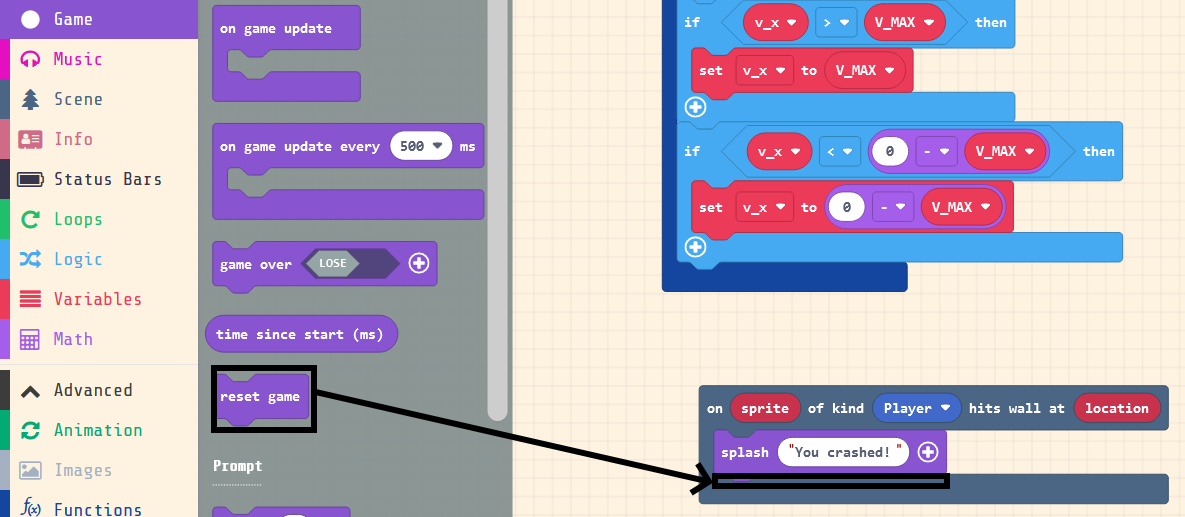 Game
Music
Scene
Info
Status Bars
Loops
Logic
Variables
Math
Advanced
Animation
Images
f(x) Functions
on game update
on game update every 500 ms
game over LOSE
time since start (ms)
reset game
Prompt
if v_x > V_MAX then
set v_x to V_MAX
if v_x < 0 - V_MAX then
set v_x to 0 - V_MAX
on sprite of kind Player hits wall at location
splash "You crashed!"